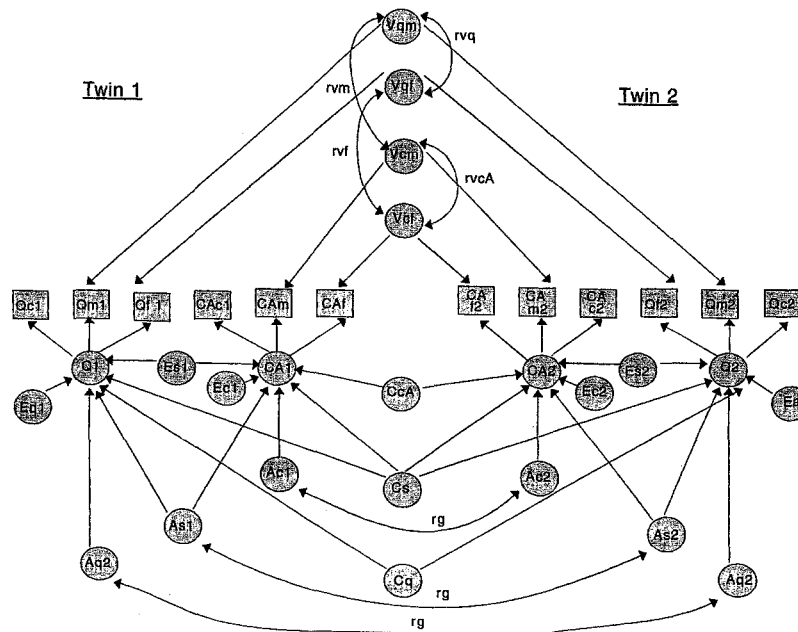 Vqm
rvq
Twin 1
Vqf
Twin 2
rvm
rvf
Vcm
rvcA
Vcf
Qc1
Qm1
Qf 1
CAc1
CAm
CAf
CA f2
CA m2
CA c2
Qf2
Qm2
Qc2
Q1
Es1
CA1
CA2
Es2
Q2
Eq1
Ec1
CcA
Ec2
Ac1
Cs
Ac2
rg
As1
As2
Aq2
Cq
Aq2
rg
rg